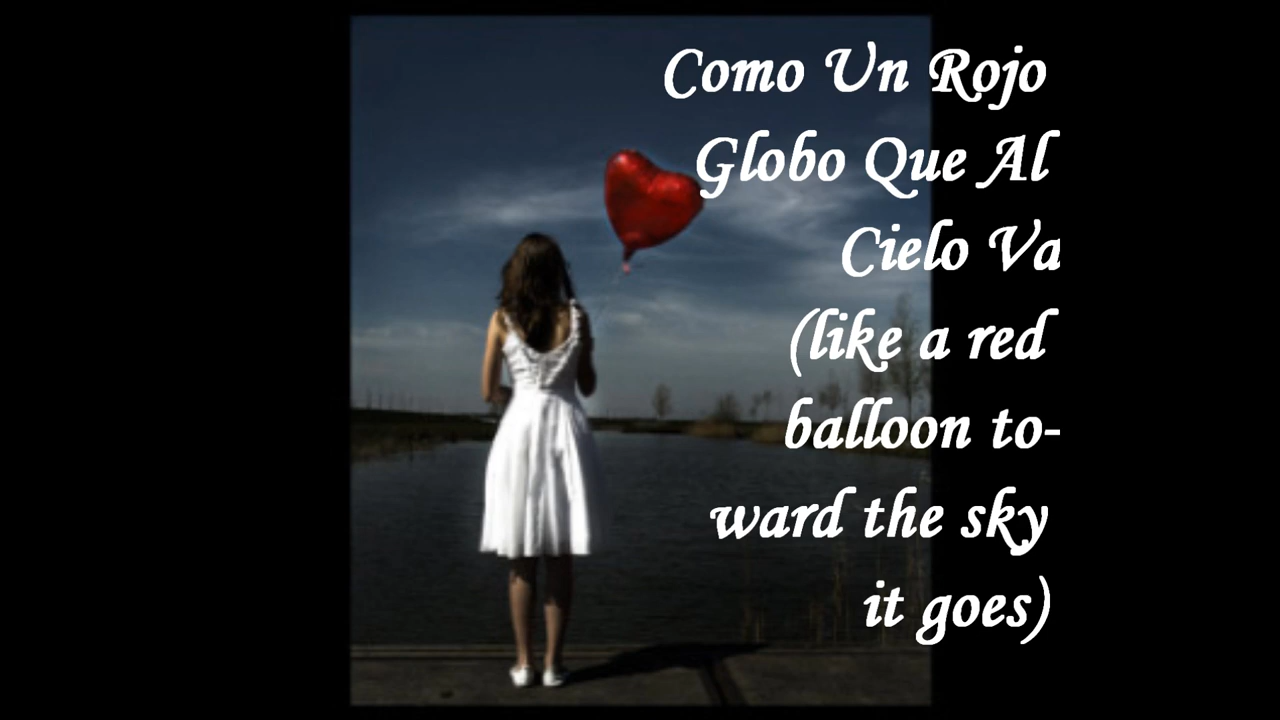 Como Un Rojo
Globo Que Al
Cielo Va
(like a red
balloon to-
ward the sky
it goes)